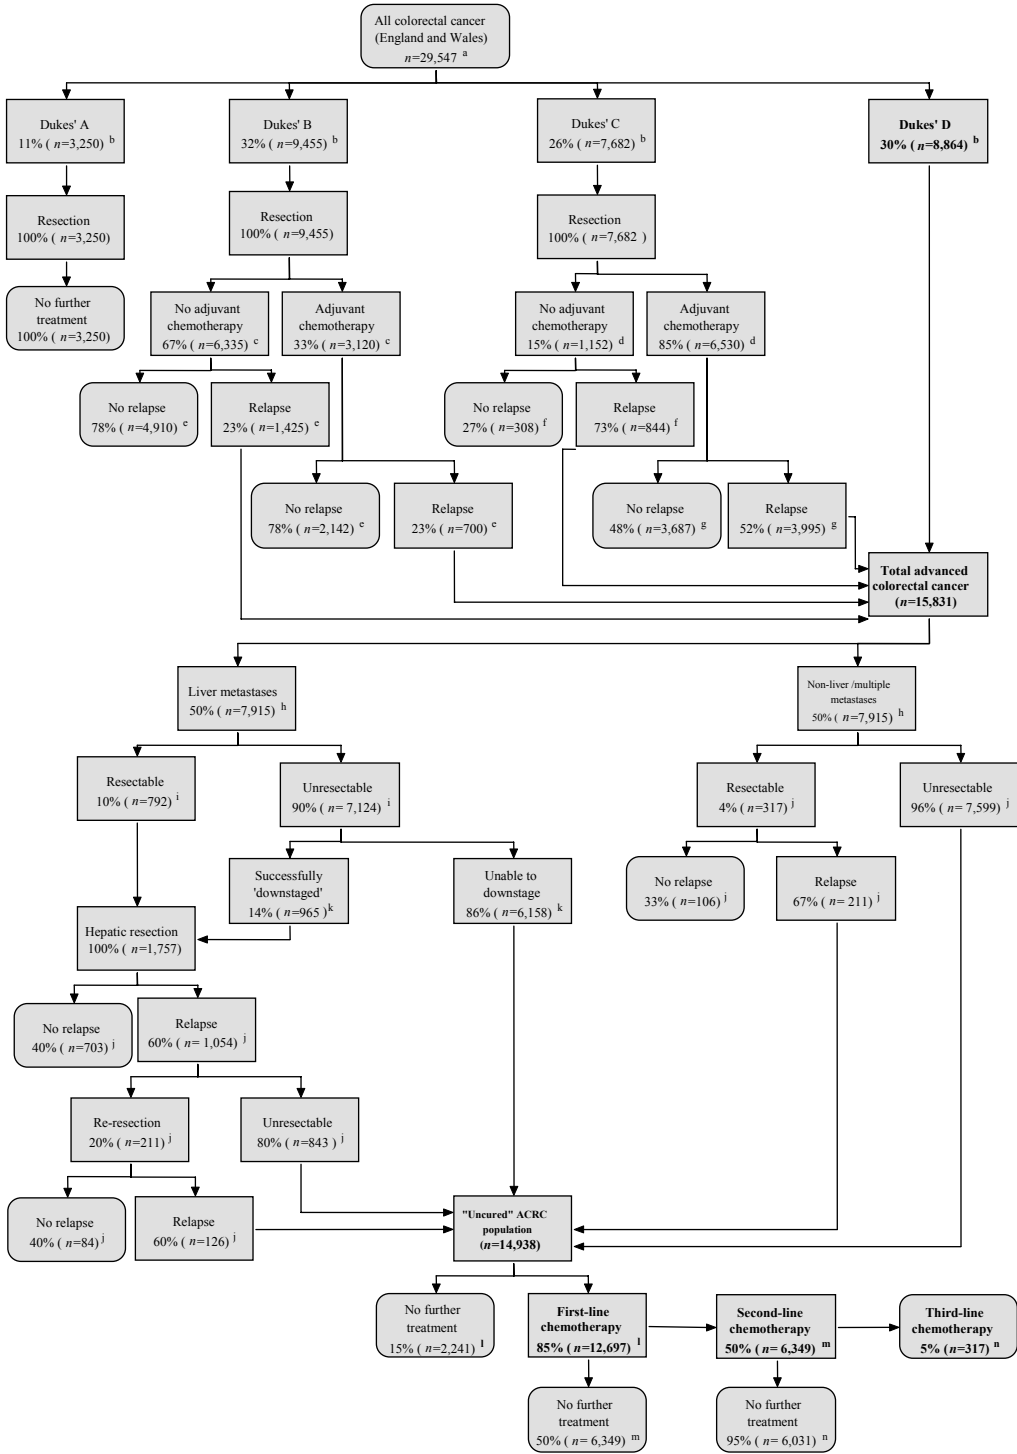 All colorectal cancer
(England and Wales)
n=29,547 a
Dukes' A
11% ( n=3,250) b
Dukes' B
32% ( n=9,455) b
Dukes' C
26% ( n=7,682) b
Dukes' D
30% ( n=8,864) b
Resection
100% ( n=3,250)
Resection
100% ( n=9,455)
Resection
100% ( n=7,682 )
No further
treatment
100% ( n=3,250)
No adjuvant
chemotherapy
67% ( n=6,335) c
Adjuvant
chemotherapy
33% ( n=3,120) c
No adjuvant
chemotherapy
15% ( n=1,152) d
Adjuvant
chemotherapy
85% ( n=6,530) d
No relapse
78% ( n=4,910) e
Relapse
23% ( n=1,425) e
No relapse
27% ( n=308) f
Relapse
73% ( n=844) f
No relapse
78% ( n=2,142) e
Relapse
23% ( n=700) e
No relapse
48% ( n=3,687) g
Relapse
52% ( n=3,995) g
Total advanced
colorectal cancer
(n=15,831)
Liver metastases
50% ( n=7,915) h
Non-liver /multiple
metastases
50% ( n=7,915) h
Resectable
10% ( n=792) i
Unresectable
90% ( n= 7,124) i
Resectable
4% ( n=317) j
Unresectable
96% ( n= 7,599) j
Successfully
'downstaged'
14% ( n=965) k
Unable to
downstage
86% ( n=6,158) k
No relapse
33% ( n=106) j
Relapse
67% ( n= 211) j
Hepatic resection
100% ( n=1,757)
No relapse
40% ( n=703) j
Relapse
60% ( n= 1,054) j
Re-resection
20% ( n=211) j
Unresectable
80% ( n=843 ) j
No relapse
40% ( n=84) j
Relapse
60% ( n=126) j
"Uncured" ACRC
population
(n=14,938)
No further
treatment
15% ( n=2,241) l
First-line
chemotherapy
85% ( n=12,697) l
Second-line
chemotherapy
50% ( n= 6,349) m
Third-line
chemotherapy
5% ( n=317) n
No further
treatment
50% ( n= 6,349) m
No further
treatment
95% ( n= 6,031) n